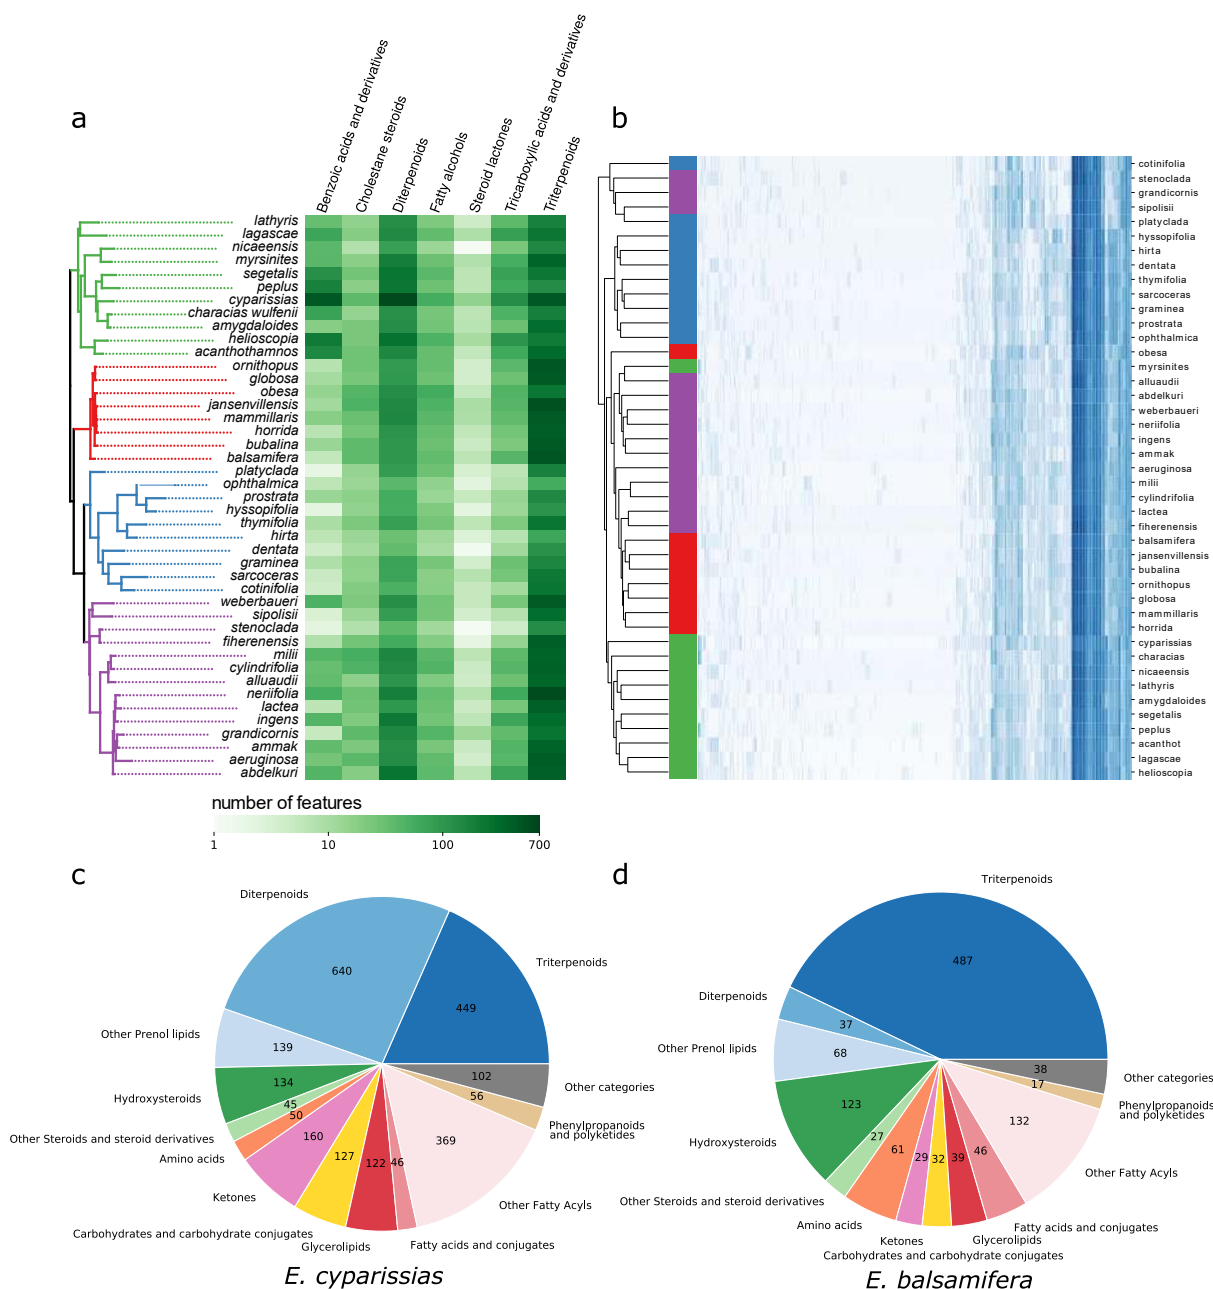 a
Benzoic acids and derivatives
Cholestane steroids
Diterpenoids
Fatty alcohols
Steroid lactones
Tricarboxylic acids and derivatives
Triterpenoids
lathyris
lagascae
nicaeensis
myrsinites
segetalis
peplus
cyparissias
characias wulfenii
amygdaloides
helioscopia
acanthothamnos
ornithopus
globosa
obesa
jansenvillensis
mammillaris
horrida
bubalina
balsamifera
platyclada
ophthalmica
prostrata
hyssopifolia
thymifolia
hirta
dentata
graminea
sarcoceras
cotinifolia
weberbaueri
sipolisii
stenoclada
fiherenensis
milii
cylindrifolia
alluaudii
neriifolia
lactea
ingens
grandicornis
ammak
aeruginosa
abdelkuri
number of features
1 10 100 700
b
cotinifolia
stenoclada
grandicornis
sipolisii
platyclada
hyssopifolia
hirta
dentata
thymifolia
sarcoceras
graminea
prostrata
ophthalmica
obesa
myrsinites
alluaudii
abdelkuri
weberbaueri
neriifolia
ingens
ammak
aeruginosa
milii
cylindrifolia
lactea
fiherenensis
balsamifera
jansenvillensis
bubalina
ornithopus
globosa
mammillaris
horrida
cyparissias
characias
nicaeensis
lathyris
amygdaloides
segetalis
peplus
acanthot
lagascae
helioscopia
c
Diterpenoids
640
Triterpenoids
449
Other Prenol lipids
139
Hydroxysteroids
134
Other Steroids and steroid derivatives
45
Amino acids
50
Ketones
160
Carbohydrates and carbohydrate conjugates
127
Glycerolipids
122
Fatty acids and conjugates
46
Other Fatty Acyls
369
Phenylpropanoids
and polyketides
56
Other categories
102
E. cyparissias
d
Triterpenoids
487
Diterpenoids
37
Other Prenol lipids
68
Hydroxysteroids
123
Other Steroids and steroid derivatives
27
Amino acids
61
Ketones
29
Carbohydrates and carbohydrate conjugates
32
Glycerolipids
39
Fatty acids and conjugates
46
Other Fatty Acyls
132
Phenylpropanoids
and polyketides
17
Other categories
38
E. balsamifera